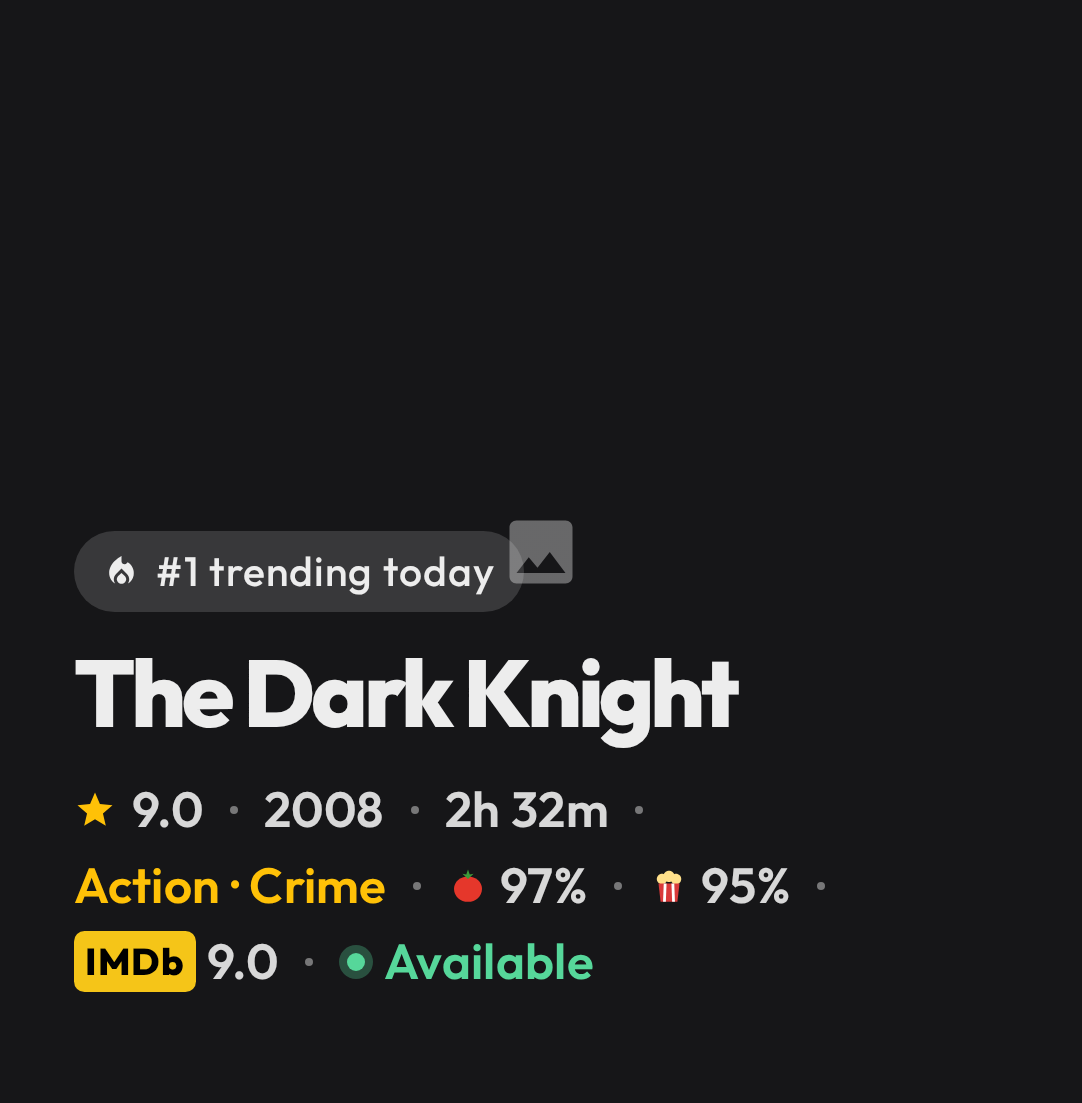 #1 trending today
The Dark Knight
9.0 · 2008 · 2h 32m ·
Action · Crime · 97% · 95% ·
IMDb 9.0 · Available